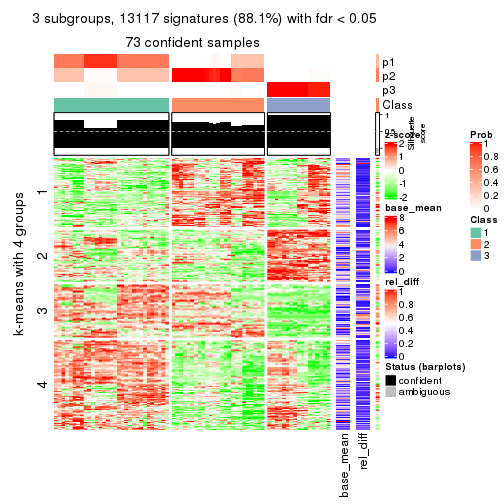 3 subgroups, 13117 signatures (88.1%) with fdr < 0.05
73 confident samples
p1
p2
p3
Class
1
0.5
Silhouette
score
k-means with 4 groups
1
2
3
4
base_mean
rel_diff
z-score
2
1
0
-1
-2
base_mean
8
6
4
2
0
rel_diff
1
0.8
0.6
0.4
0.2
0
Status (barplots)
confident
ambiguous
Prob
1
0.8
0.6
0.4
0.2
0
Class
1
2
3